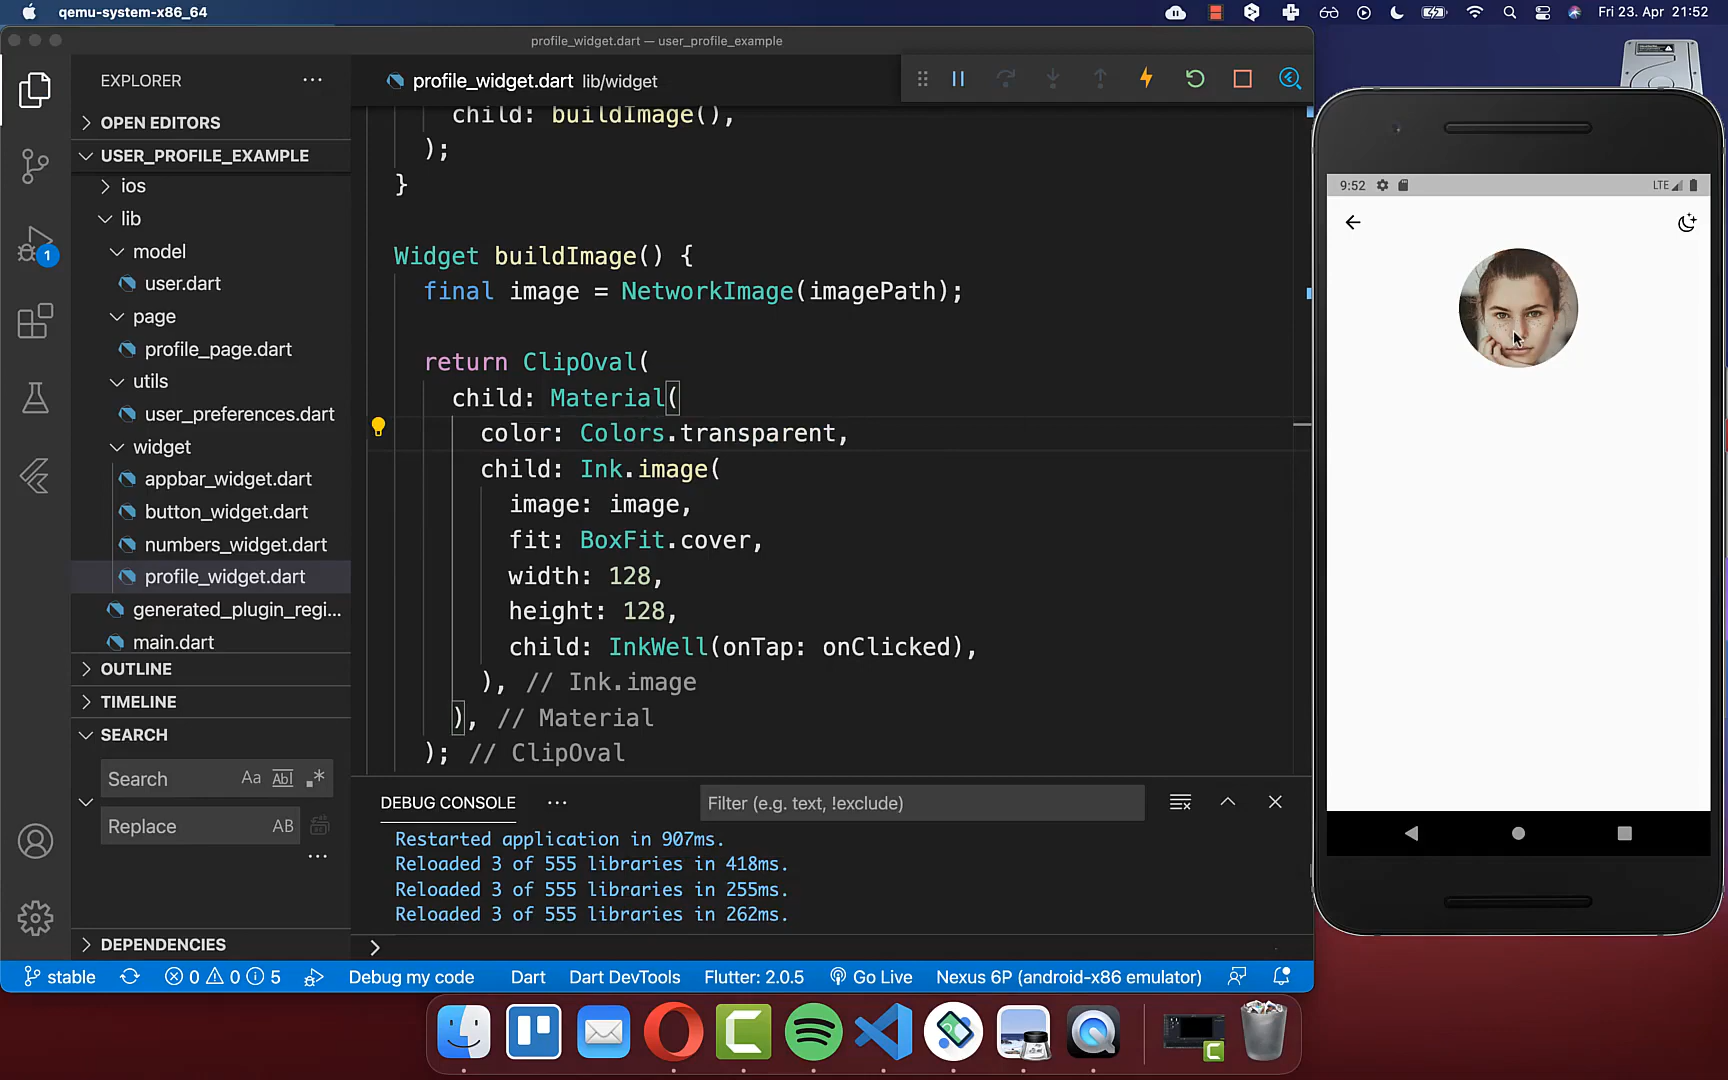 qemu-system-x86_64
Fri 23. Apr 21:52
profile_widget.dart — user_profile_example
EXPLORER
profile_widget.dart lib/widget
OPEN EDITORS
USER_PROFILE_EXAMPLE
ios
lib
model
user.dart
page
profile_page.dart
utils
user_preferences.dart
widget
appbar_widget.dart
button_widget.dart
numbers_widget.dart
profile_widget.dart
generated_plugin_regi...
main.dart
OUTLINE
TIMELINE
SEARCH
Search
Aa
Abl
Replace
AB
DEPENDENCIES
1
child: buildImage(),
);
}
Widget buildImage() {
final image = NetworkImage(imagePath);
return ClipOval(
child: Material(
color: Colors.transparent,
child: Ink.image(
image: image,
fit: BoxFit.cover,
width: 128,
height: 128,
child: InkWell(onTap: onClicked),
), // Ink.image
), // Material
); // ClipOval
DEBUG CONSOLE
Filter (e.g. text, !exclude)
Restarted application in 907ms.
Reloaded 3 of 555 libraries in 418ms.
Reloaded 3 of 555 libraries in 255ms.
Reloaded 3 of 555 libraries in 262ms.
stable
0
0
5
Debug my code
Dart
Dart DevTools
Flutter: 2.0.5
Go Live
Nexus 6P (android-x86 emulator)
9:52
LTE